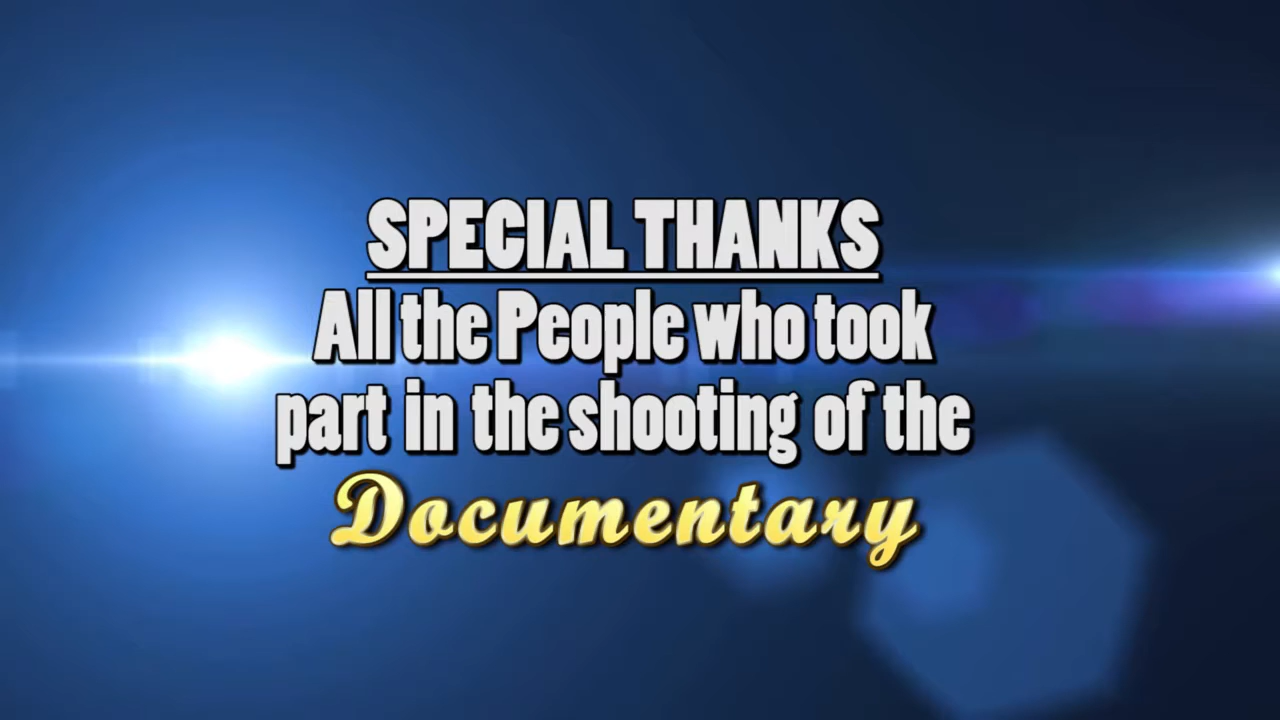 SPECIAL THANKS
All the People who took
part in the shooting of the
Documentary